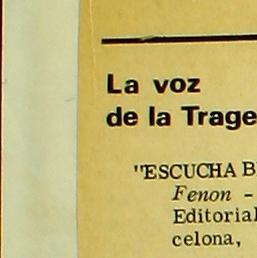 La voz
de la Trage
"ESCUCHA B
Fenon -
Editorial
celona,